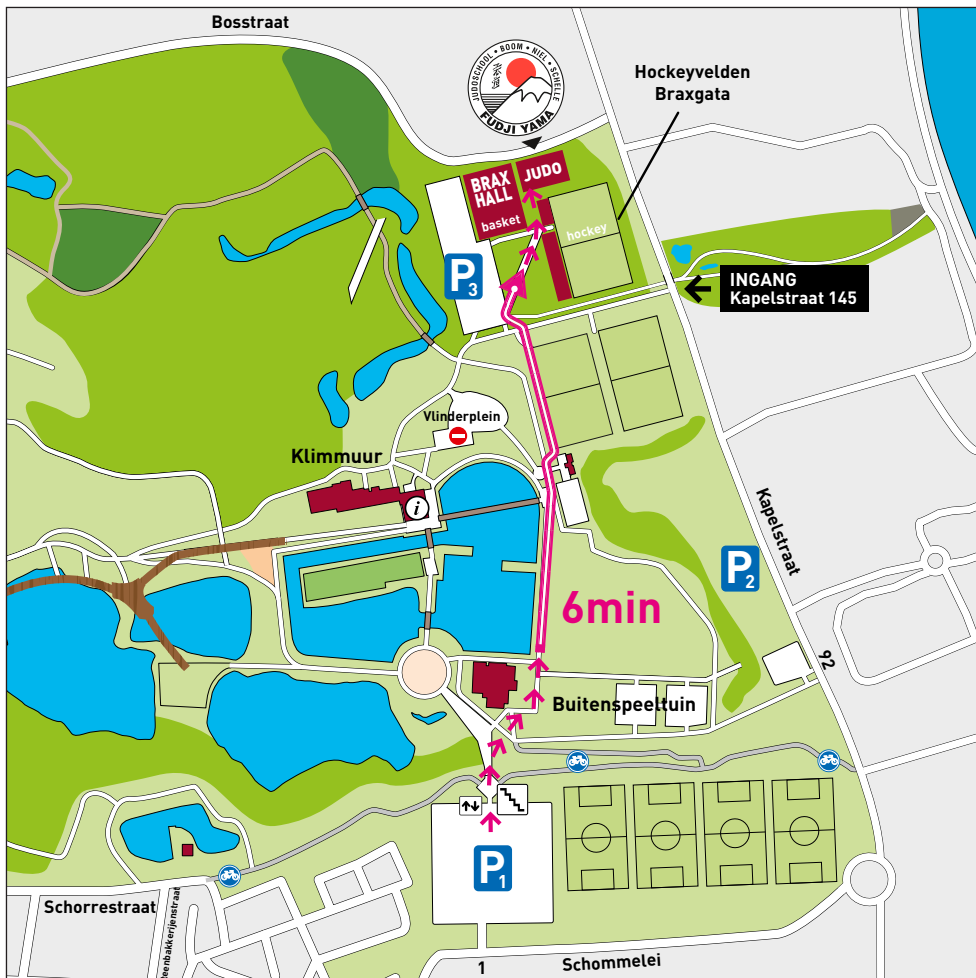 Bosstraat
JUDOSCHOOL • BOOM • NIEL • SCHELLE
FUDJI YAMA
Hockeyvelden
Braxgata
BRAX
HALL
basket
JUDO
hockey
P3
INGANG
Kapelstraat 145
Vlinderplein
Klimmuur
i
Kapelstraat
P2
6min
92
Buitenspeeltuin
P1
Schorrestraat
Steenbakkerijenstraat
1
Schommelei